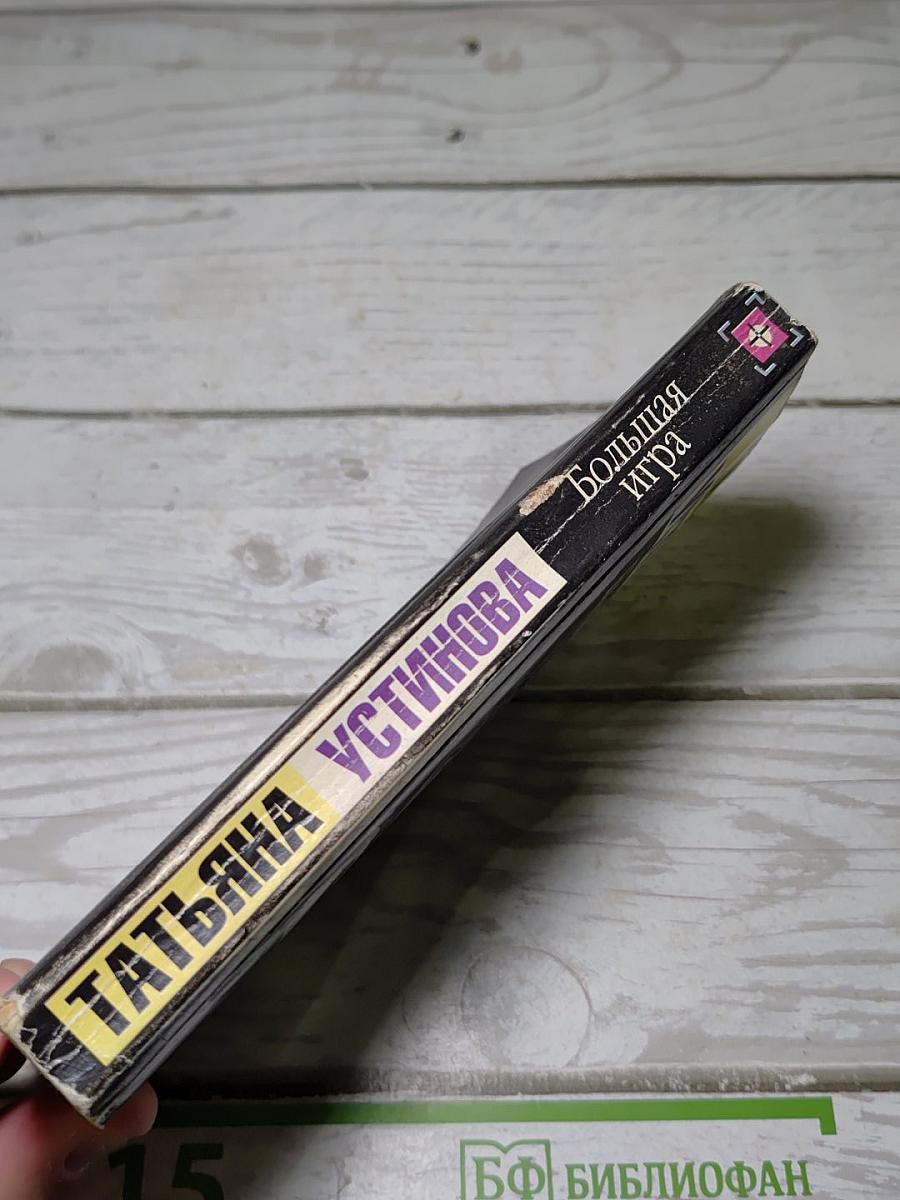 ТАТЬЯНА
УСТИНОВА
Большая
игра
15
БФ БИБЛИОФАН